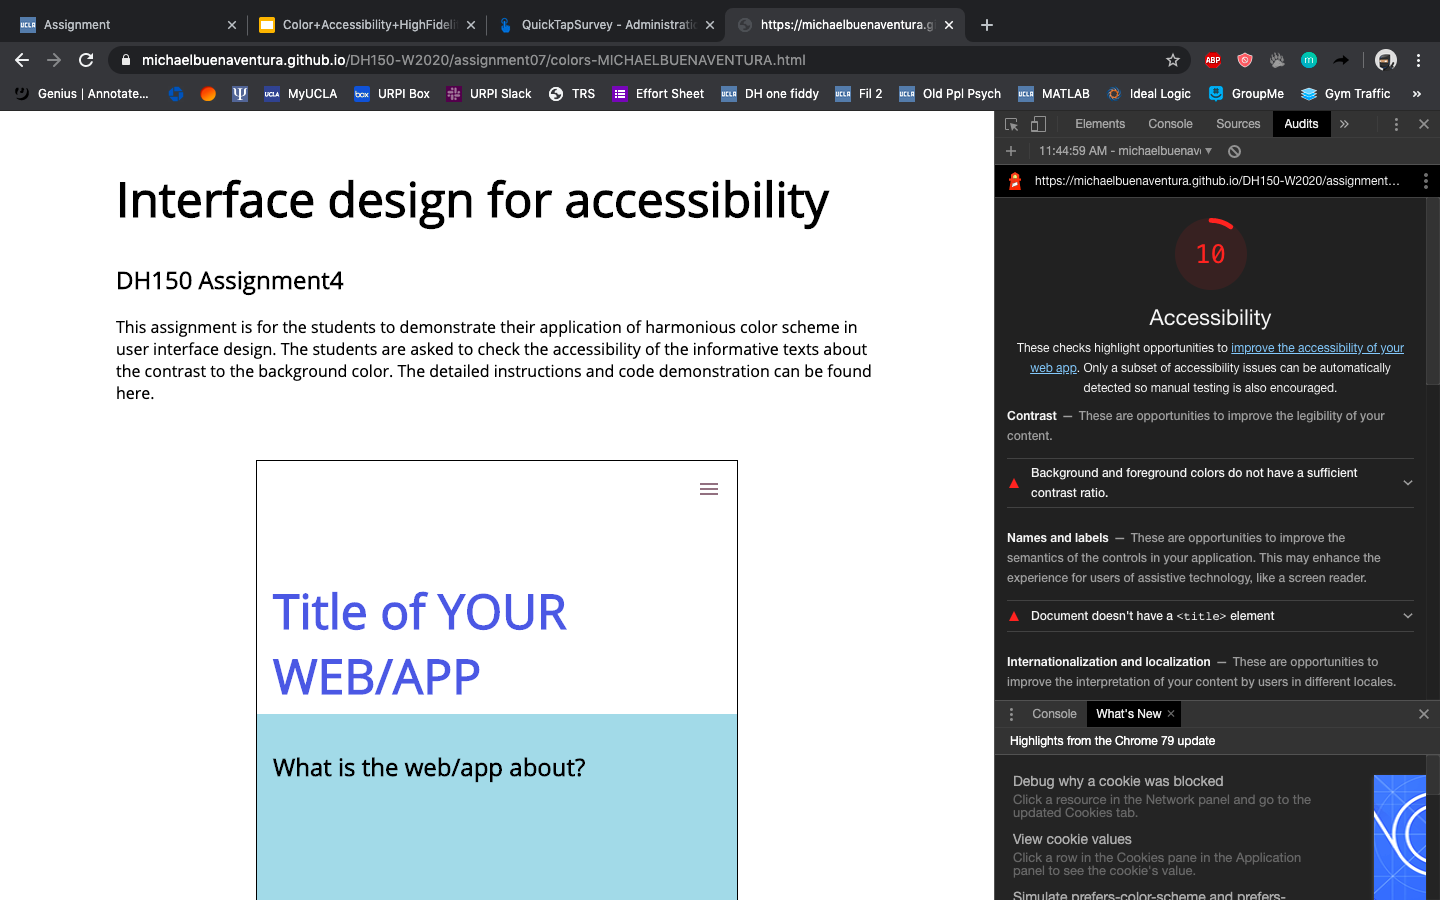 Assignment
Color+Accessibility+HighFideli
QuickTapSurvey - Administratio
https://michaelbuenaventura.gi
michaelbuenaventura.github.io/DH150-W2020/assignment07/colors-MICHAELBUENAVENTURA.html
ABP
m
Genius | Annotate...
MyUCLA
URPI Box
URPI Slack
TRS
Effort Sheet
DH one fiddy
Fil 2
Old Ppl Psych
MATLAB
Ideal Logic
GroupMe
Gym Traffic
»
Elements
Console
Sources
Audits
»
11:44:59 AM - michaelbuenav
https://michaelbuenaventura.github.io/DH150-W2020/assignment...
10
Accessibility
These checks highlight opportunities to improve the accessibility of your
web app. Only a subset of accessibility issues can be automatically
detected so manual testing is also encouraged.
Contrast — These are opportunities to improve the legibility of your
content.
Background and foreground colors do not have a sufficient
contrast ratio.
Names and labels — These are opportunities to improve the
semantics of the controls in your application. This may enhance the
experience for users of assistive technology, like a screen reader.
Document doesn't have a <title> element
Internationalization and localization — These are opportunities to
improve the interpretation of your content by users in different locales.
Console
What's New
Highlights from the Chrome 79 update
Debug why a cookie was blocked
Click a resource in the Network panel and go to the
updated Cookies tab.
View cookie values
Click a row in the Cookies pane in the Application
panel to see the cookie's value.
Simulate prefers-color-scheme and prefers-
Interface design for accessibility
DH150 Assignment4
This assignment is for the students to demonstrate their application of harmonious color scheme in
user interface design. The students are asked to check the accessibility of the informative texts about
the contrast to the background color. The detailed instructions and code demonstration can be found
here.
Title of YOUR
WEB/APP
What is the web/app about?